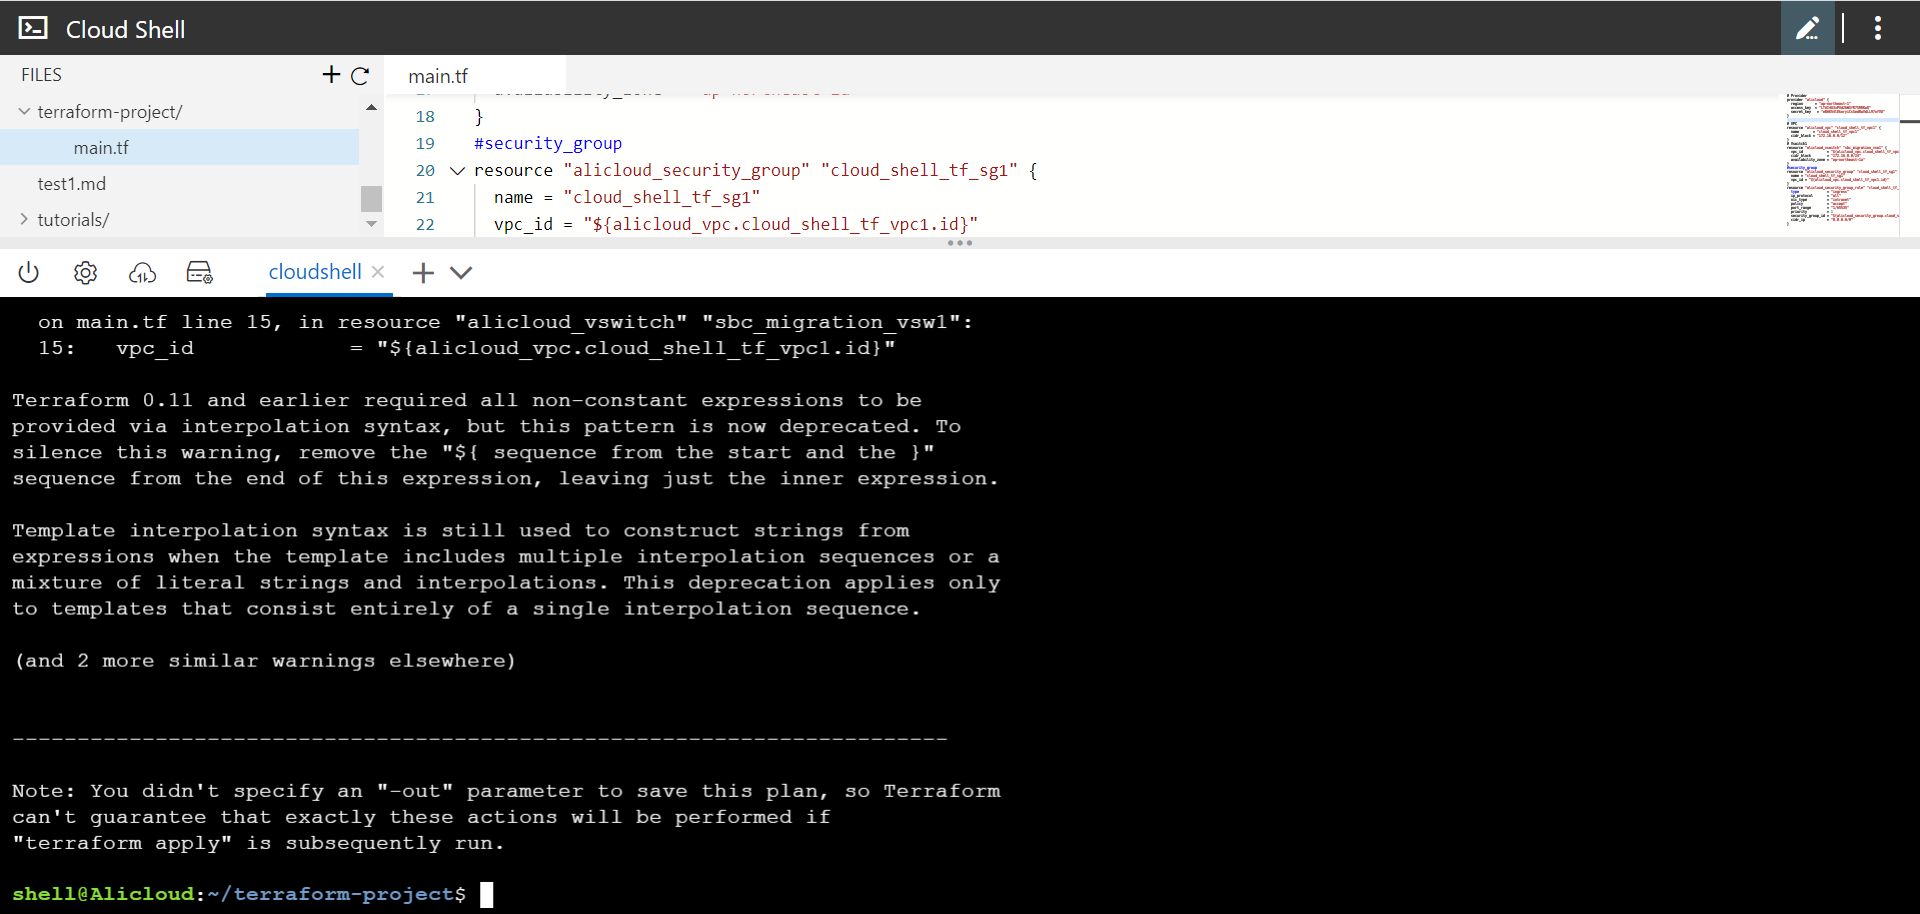 Cloud Shell
FILES
main.tf
terraform-project/
main.tf
test1.md
tutorials/
18 }
19 #security_group
20 resource "alicloud_security_group" "cloud_shell_tf_sg1" {
21 name = "cloud_shell_tf_sg1"
22 vpc_id = "${alicloud_vpc.cloud_shell_tf_vpc1.id}"
cloudshell
on main.tf line 15, in resource "alicloud_vswitch" "sbc_migration_vsw1":
15: vpc_id = "${alicloud_vpc.cloud_shell_tf_vpc1.id}"
Terraform 0.11 and earlier required all non-constant expressions to be
provided via interpolation syntax, but this pattern is now deprecated. To
silence this warning, remove the "${ sequence from the start and the }"
sequence from the end of this expression, leaving just the inner expression.
Template interpolation syntax is still used to construct strings from
expressions when the template includes multiple interpolation sequences or a
mixture of literal strings and interpolations. This deprecation applies only
to templates that consist entirely of a single interpolation sequence.
(and 2 more similar warnings elsewhere)
------------------------------------------------------------------------
Note: You didn't specify an "-out" parameter to save this plan, so Terraform
can't guarantee that exactly these actions will be performed if
"terraform apply" is subsequently run.
shell@Alicloud:~/terraform-project$